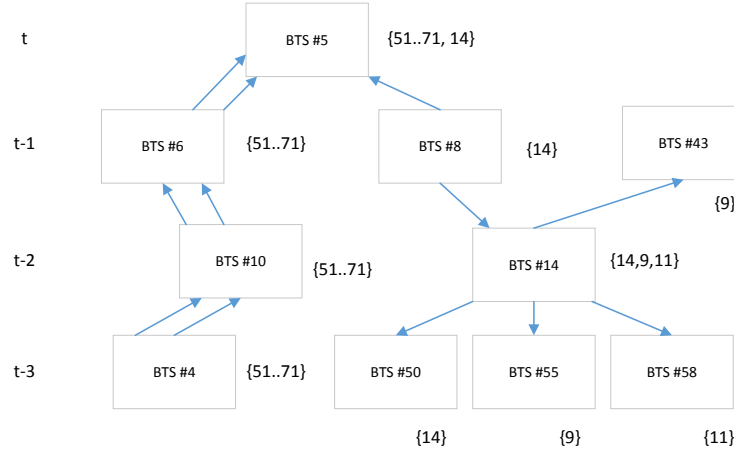 t
BTS #5
{51..71, 14}
t-1
BTS #6
{51..71}
BTS #8
{14}
BTS #43
{9}
t-2
BTS #10
{51..71}
BTS #14
{14,9,11}
t-3
BTS #4
{51..71}
BTS #50
BTS #55
BTS #58
{14}
{9}
{11}